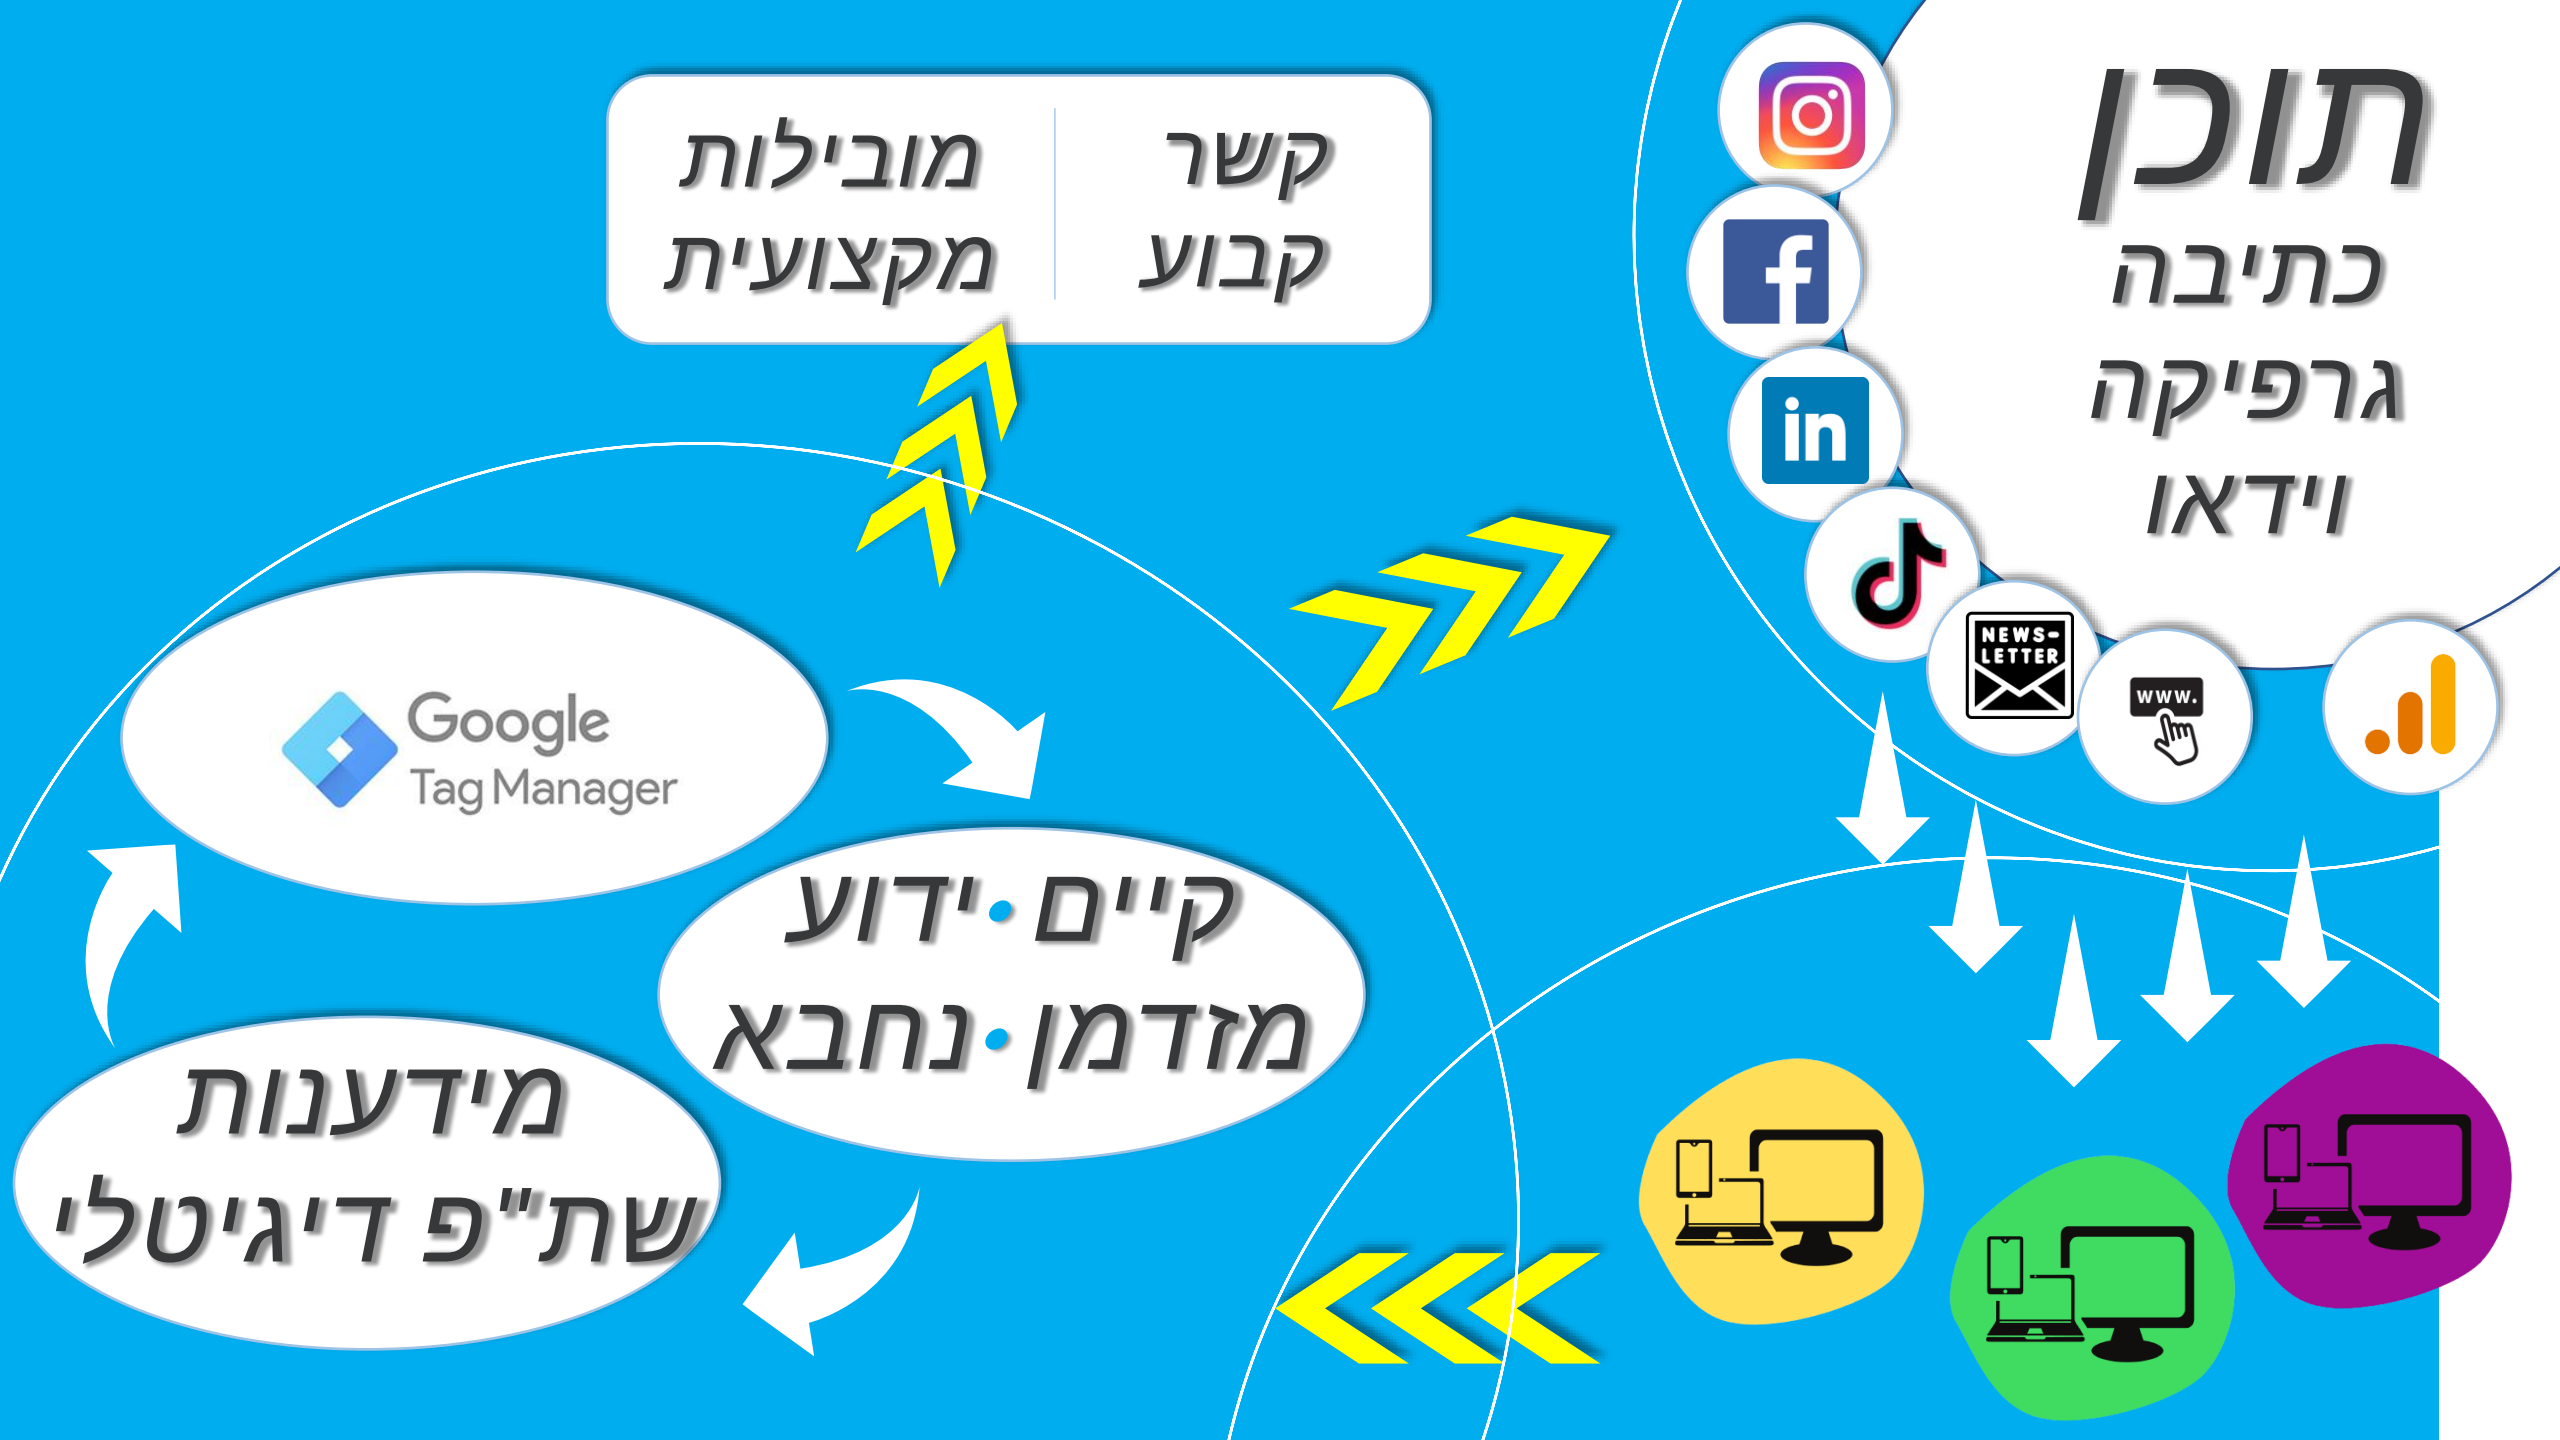 תוכן
כתיבה
גרפיקה
וידאו
in
NEWS-
LETTER
www.
קשר
קבוע
מובילות
מקצועית
Google
Tag Manager
קיים•ידוע
מזדמן•נחבא
מידענות
שת"פ דיגיטלי